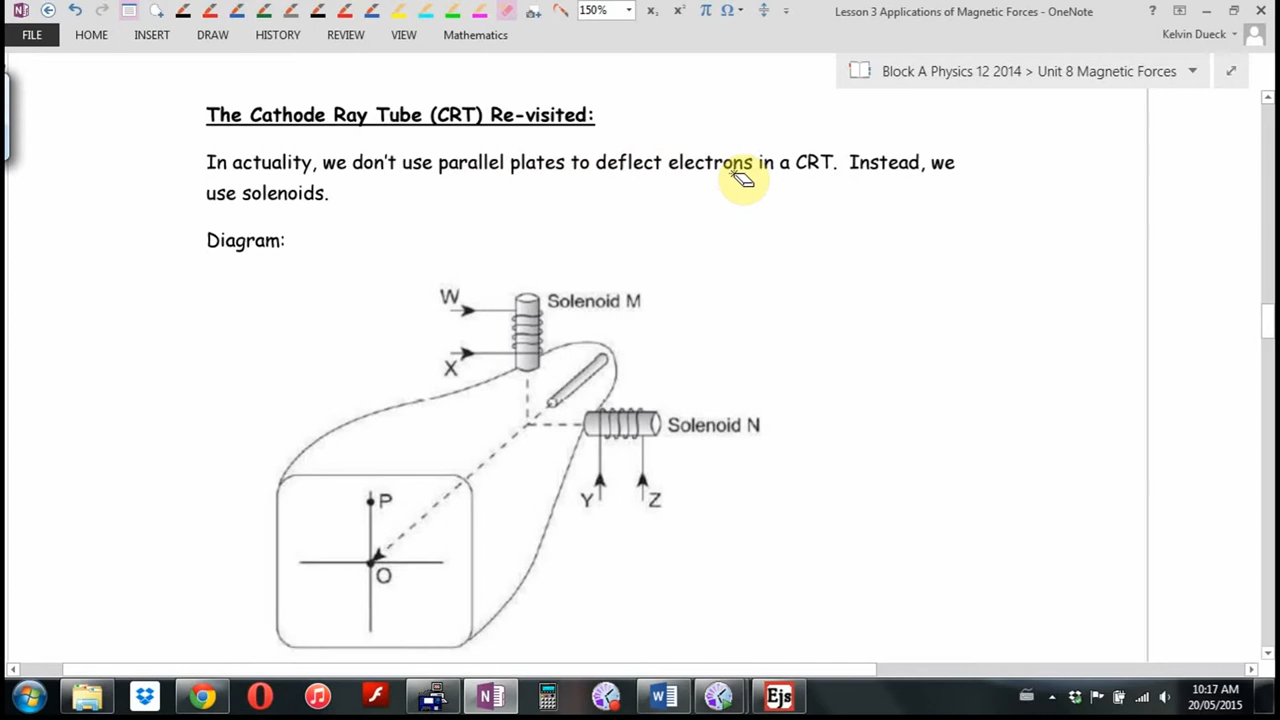 150%
Lesson 3 Applications of Magnetic Forces - OneNote
FILE HOME INSERT DRAW HISTORY REVIEW VIEW Mathematics
Kelvin Dueck
Block A Physics 12 2014 > Unit 8 Magnetic Forces
The Cathode Ray Tube (CRT) Re-visited:
In actuality, we don't use parallel plates to deflect electrons in a CRT. Instead, we
use solenoids.
Diagram:
W
Solenoid M
X
Solenoid N
Y
Z
P
O
Ejs
10:17 AM
20/05/2015